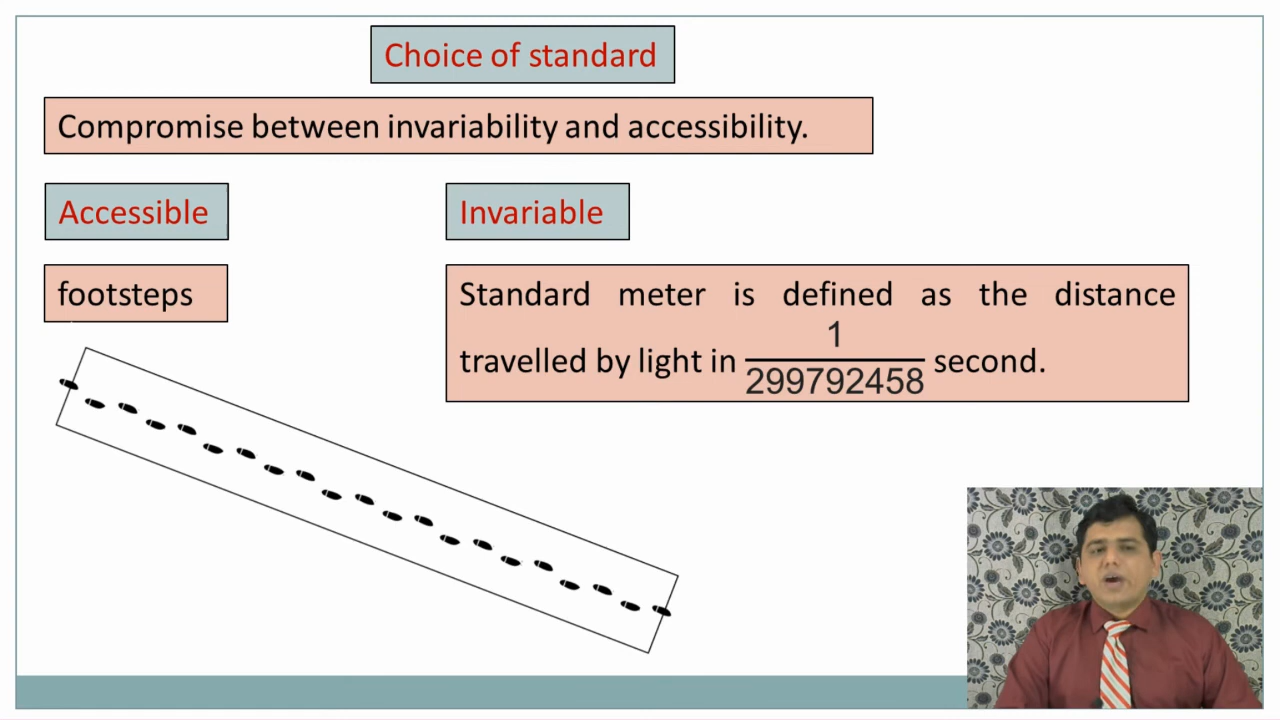 Choice of standard
Compromise between invariability and accessibility.
Accessible
Invariable
footsteps
Standard meter is defined as the distance
travelled by light in 1/299792458 second.